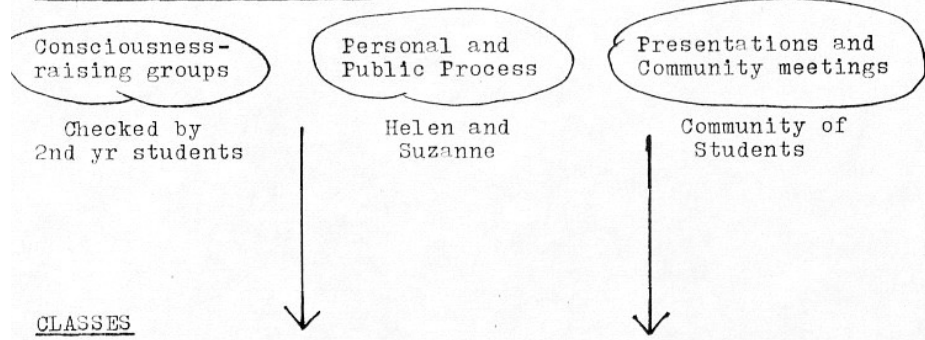 Consciousness-
raising groups
Checked by
2nd yr students
Personal and
Public Process
Helen and
Suzanne
Presentations and
Community meetings
Community of
Students
CLASSES